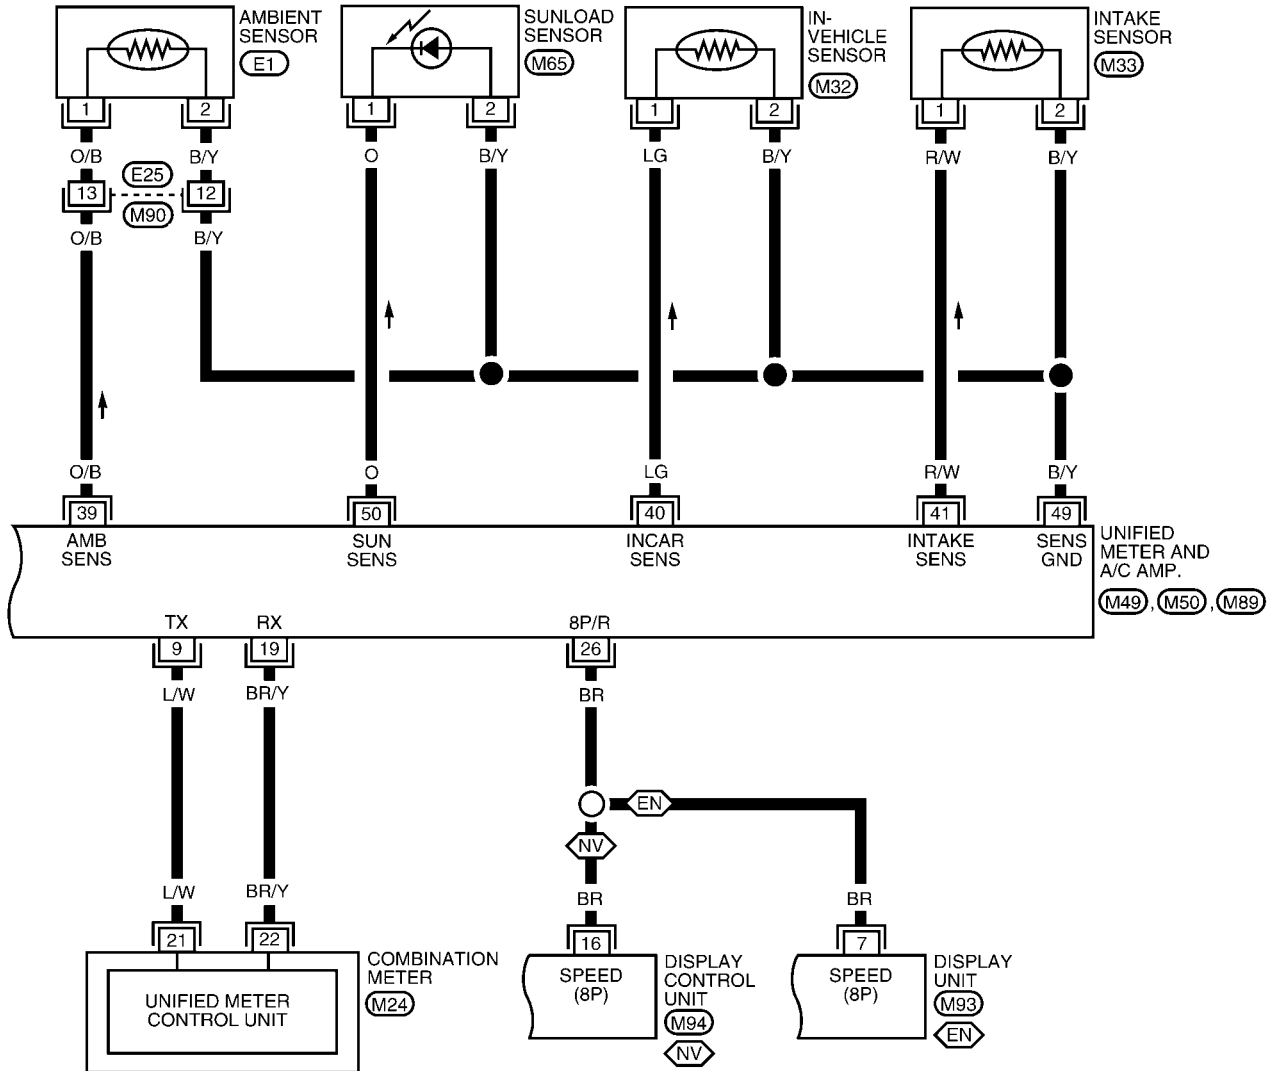 AMBIENT
SENSOR
E1
SUNLOAD
SENSOR
M65
IN-
VEHICLE
SENSOR
M32
INTAKE
SENSOR
M33
1
2
1
2
1
2
1
2
O/B
B/Y
O
B/Y
LG
B/Y
R/W
B/Y
13
E25
M90
12
O/B
B/Y
O/B
O
LG
R/W
B/Y
39
50
40
41
49
AMB
SENS
SUN
SENS
INCAR
SENS
INTAKE
SENS
SENS
GND
UNIFIED
METER AND
A/C AMP.
M49 , M50 , M89
TX
RX
8P/R
9
19
26
L/W
BR/Y
BR
EN
NV
L/W
BR/Y
BR
BR
21
22
16
7
COMBINATION
METER
M24
UNIFIED METER
CONTROL UNIT
SPEED
(8P)
DISPLAY
CONTROL
UNIT
M94
NV
SPEED
(8P)
DISPLAY
UNIT
M93
EN